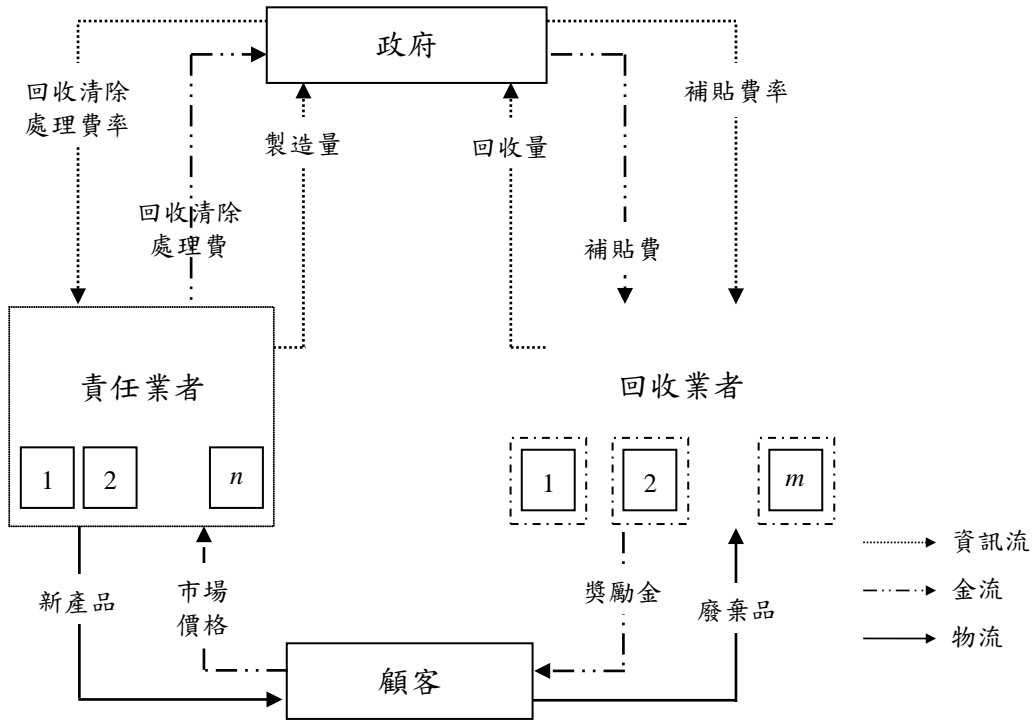 政府
回收清除
處理費率
補貼費率
製造量
回收量
回收清除
處理費
補貼費
責任業者
回收業者
1
2
n
1
2
m
新產品
市場
價格
獎勵金
廢棄品
顧客
資訊流
金流
物流